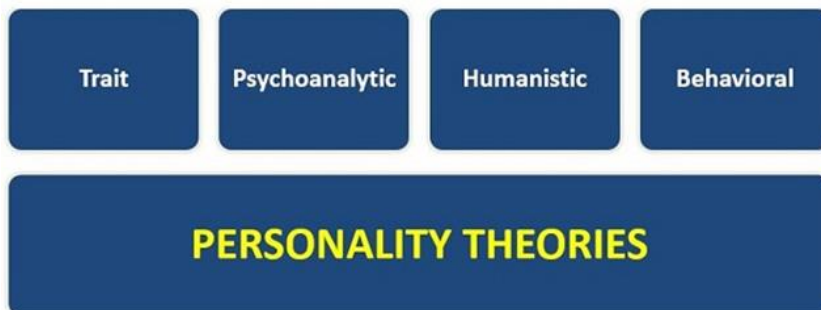 Trait
Psychoanalytic
Humanistic
Behavioral
PERSONALITY THEORIES